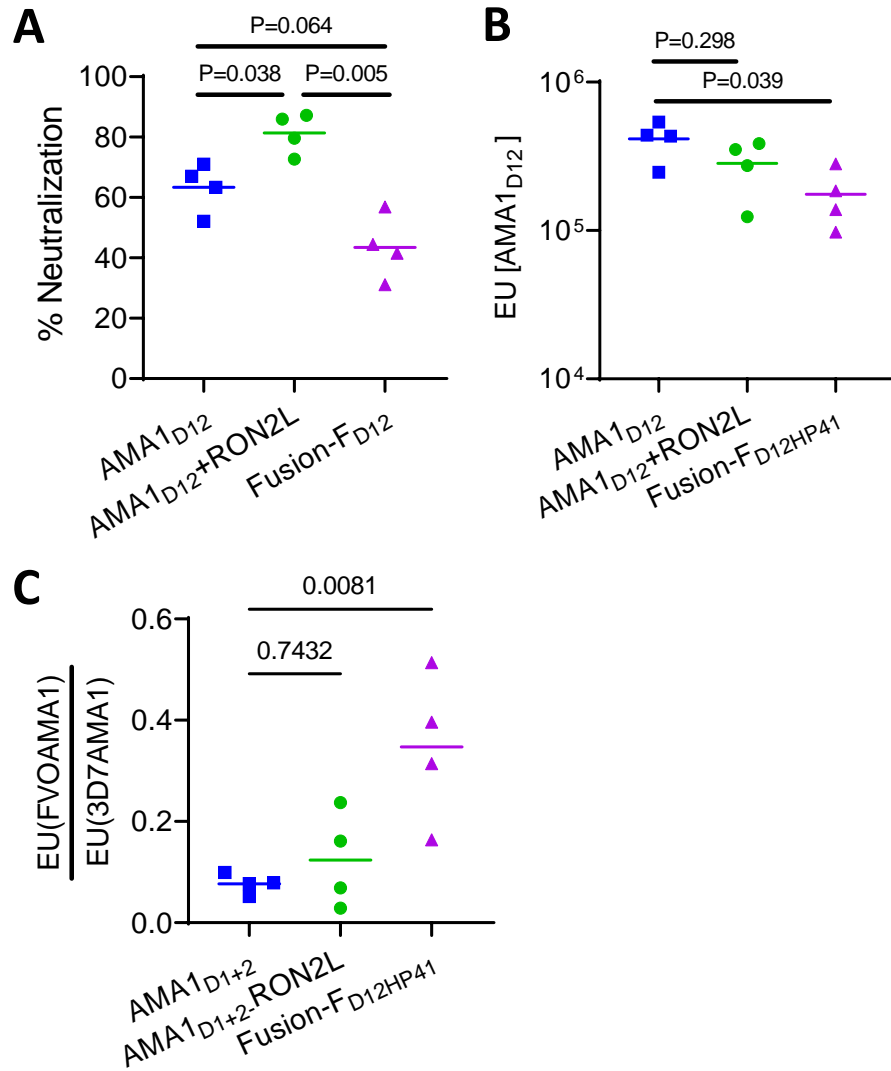 A
P=0.064
P=0.038 P=0.005
100
80
60
40
20
0
% Neutralization
AMA1D12
AMA1D12+RON2L
Fusion-FD12
B
P=0.298
P=0.039
10⁶
10⁵
10⁴
EU [AMA1D12]
AMA1D12
AMA1D12+RON2L
Fusion-FD12HP41
C
0.0081
0.7432
0.6
0.4
0.2
0.0
EU(FVOAMA1)
EU(3D7AMA1)
AMA1D1+2
AMA1D1+2-RON2L
Fusion-FD12HP41